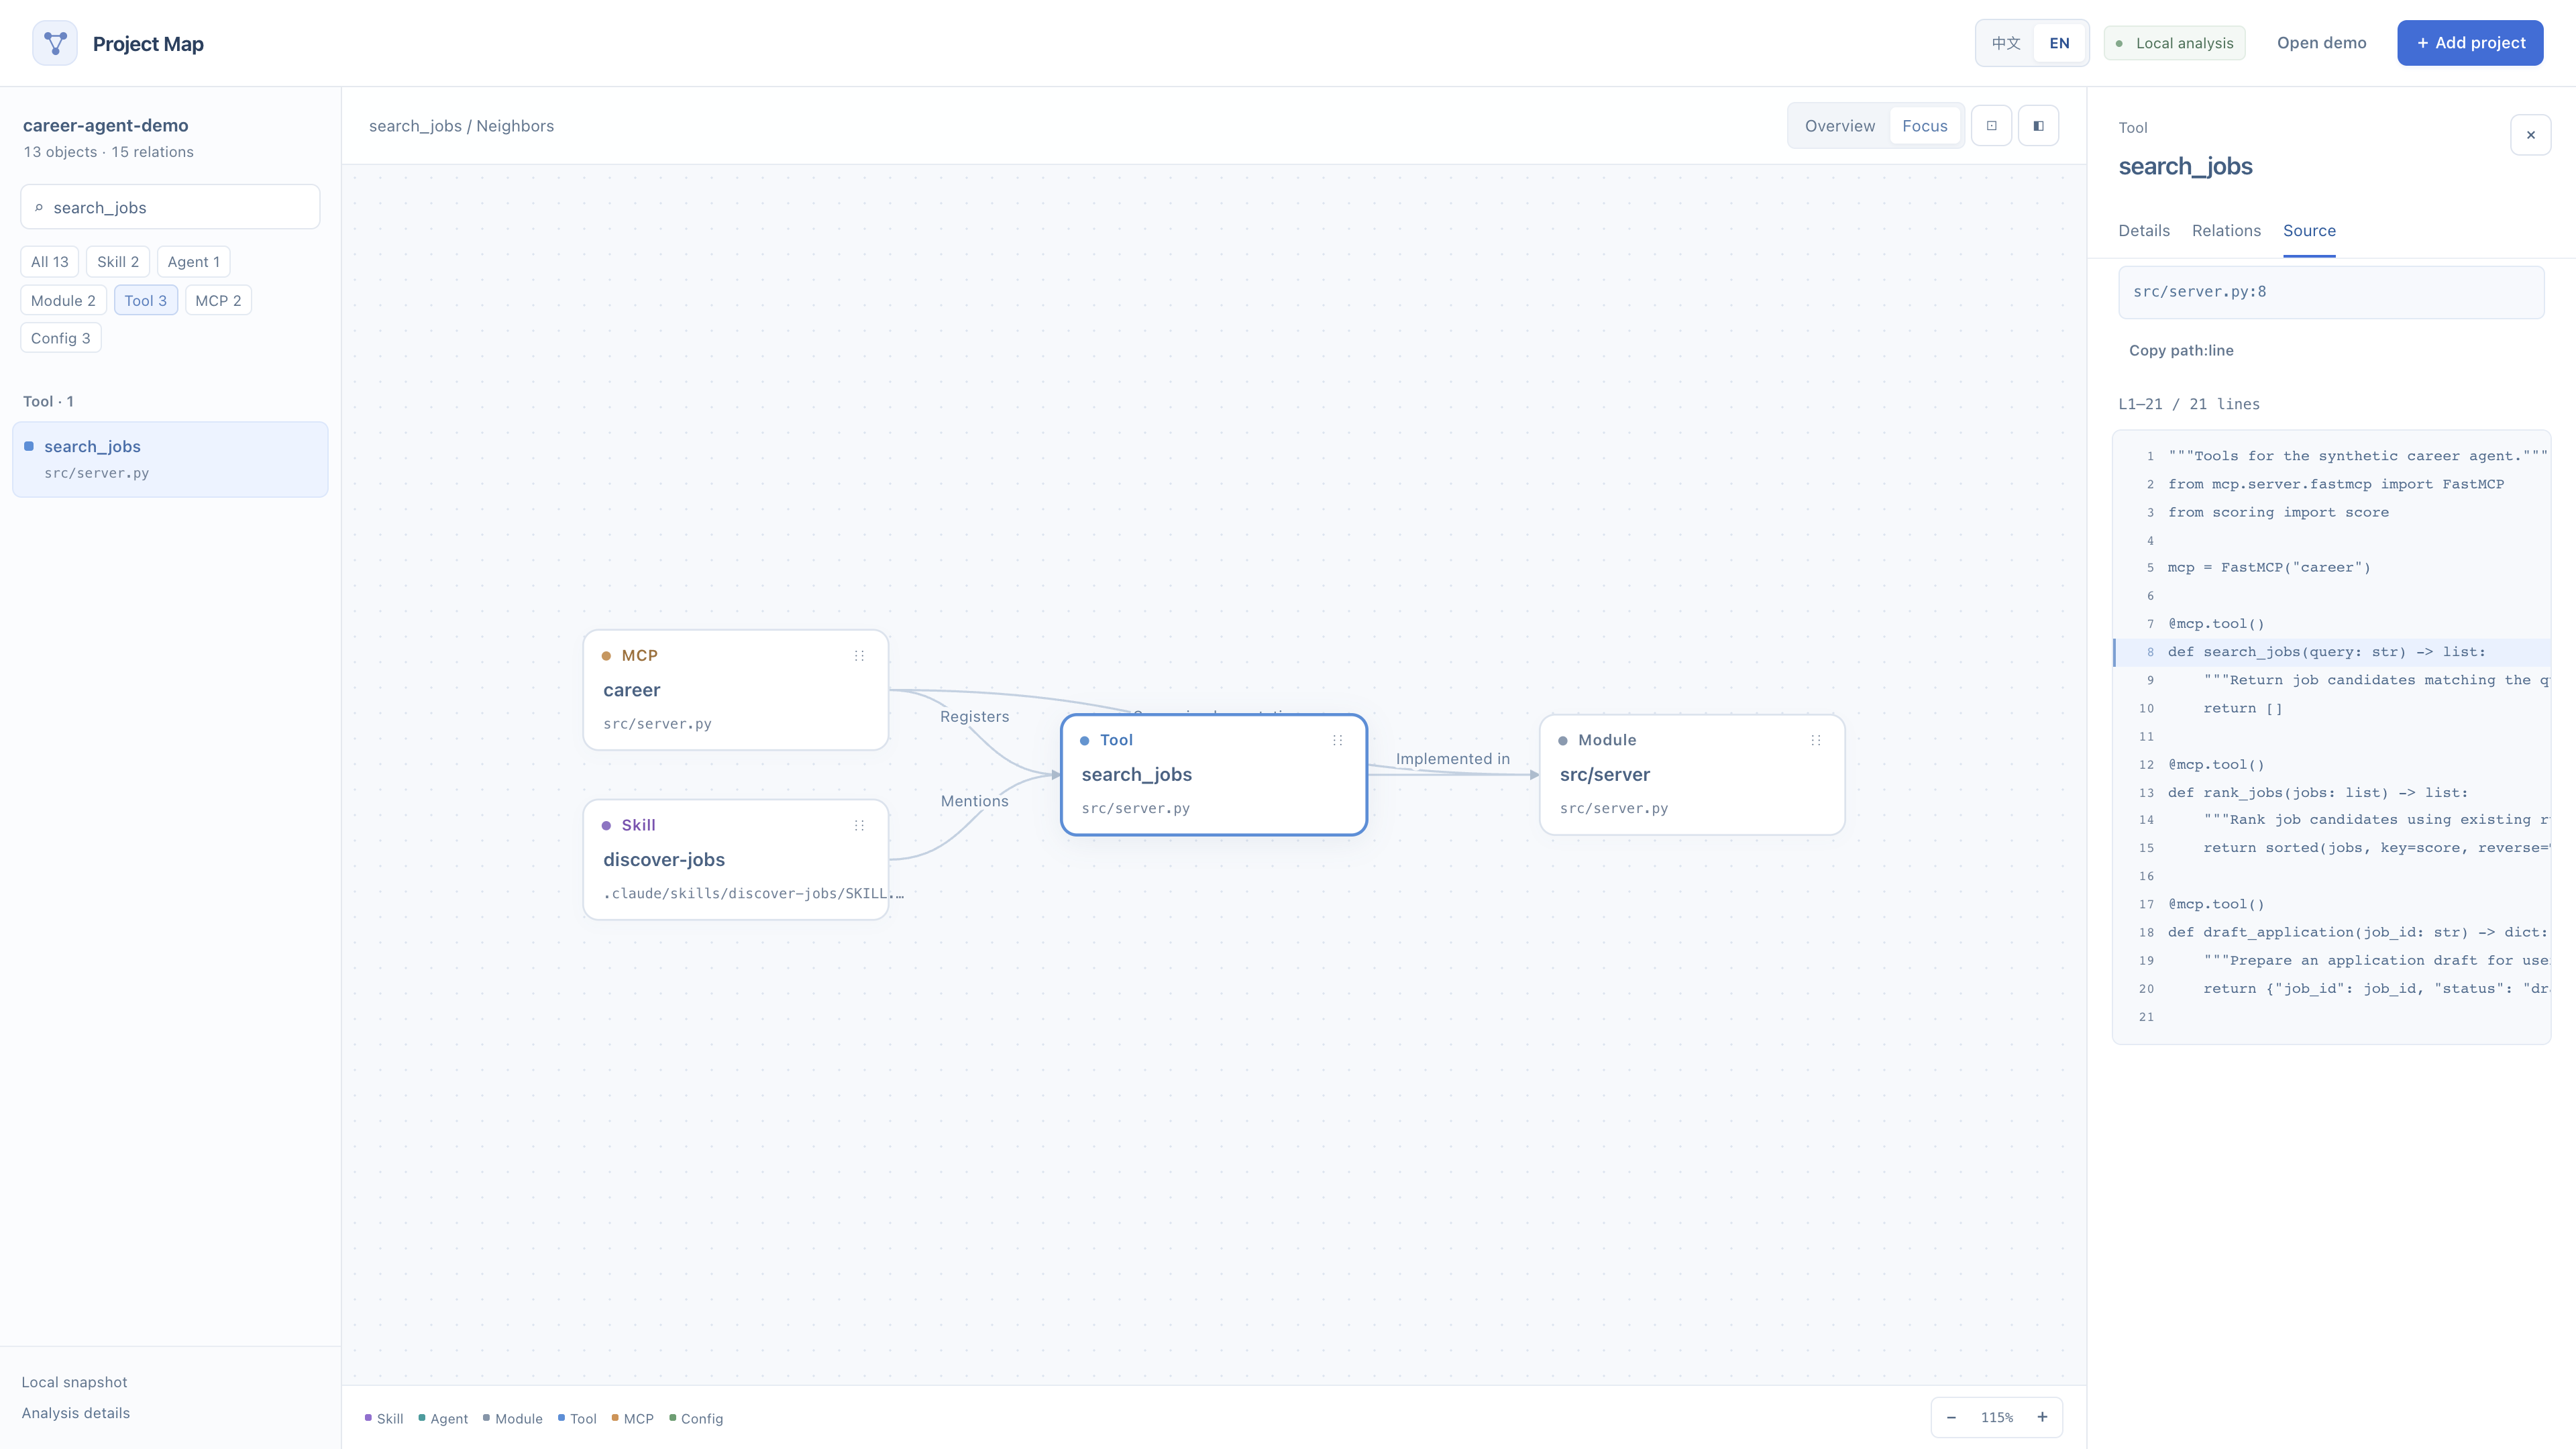 Project Map
中文 EN
Local analysis
Open demo
+ Add project
career-agent-demo
13 objects · 15 relations
search_jobs
All 13 Skill 2 Agent 1
Module 2 Tool 3 MCP 2
Config 3
Tool · 1
search_jobs
src/server.py
Local snapshot
Analysis details
search_jobs / Neighbors
Overview Focus
MCP
career
src/server.py
Skill
discover-jobs
.claude/skills/discover-jobs/SKILL.…
Registers
Mentions
Tool
search_jobs
src/server.py
Implemented in
Module
src/server
src/server.py
Skill Agent Module Tool MCP Config
− 115% +
Tool
×
search_jobs
Details Relations Source
src/server.py:8
Copy path:line
L1–21 / 21 lines
1 """Tools for the synthetic career agent."""
2 from mcp.server.fastmcp import FastMCP
3 from scoring import score
4
5 mcp = FastMCP("career")
6
7 @mcp.tool()
8 def search_jobs(query: str) -> list:
9 """Return job candidates matching the
10 return []
11
12 @mcp.tool()
13 def rank_jobs(jobs: list) -> list:
14 """Rank job candidates using existing
15 return sorted(jobs, key=score, reverse=
16
17 @mcp.tool()
18 def draft_application(job_id: str) -> dict:
19 """Prepare an application draft for
20 return {"job_id": job_id, "status":
21